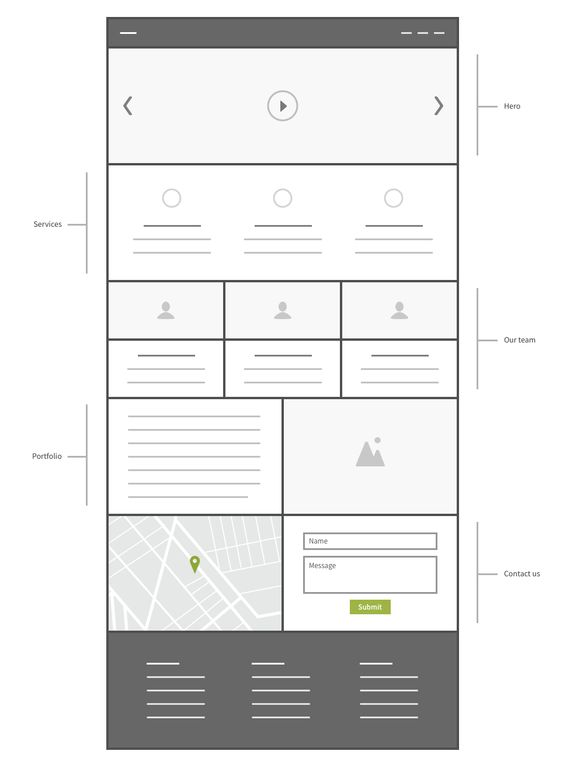 Hero
Services
Our team
Portfolio
Name
Message
Submit
Contact us